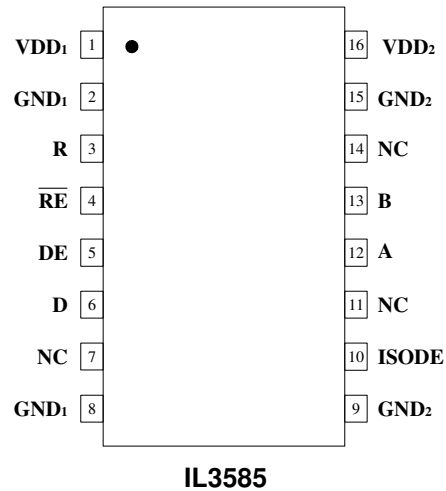 VDD₁ 1 16 VDD₂
GND₁ 2 15 GND₂
R 3 14 NC
R̅E̅ 4 13 B
DE 5 12 A
D 6 11 NC
NC 7 10 ISODE
GND₁ 8 9 GND₂
IL3585